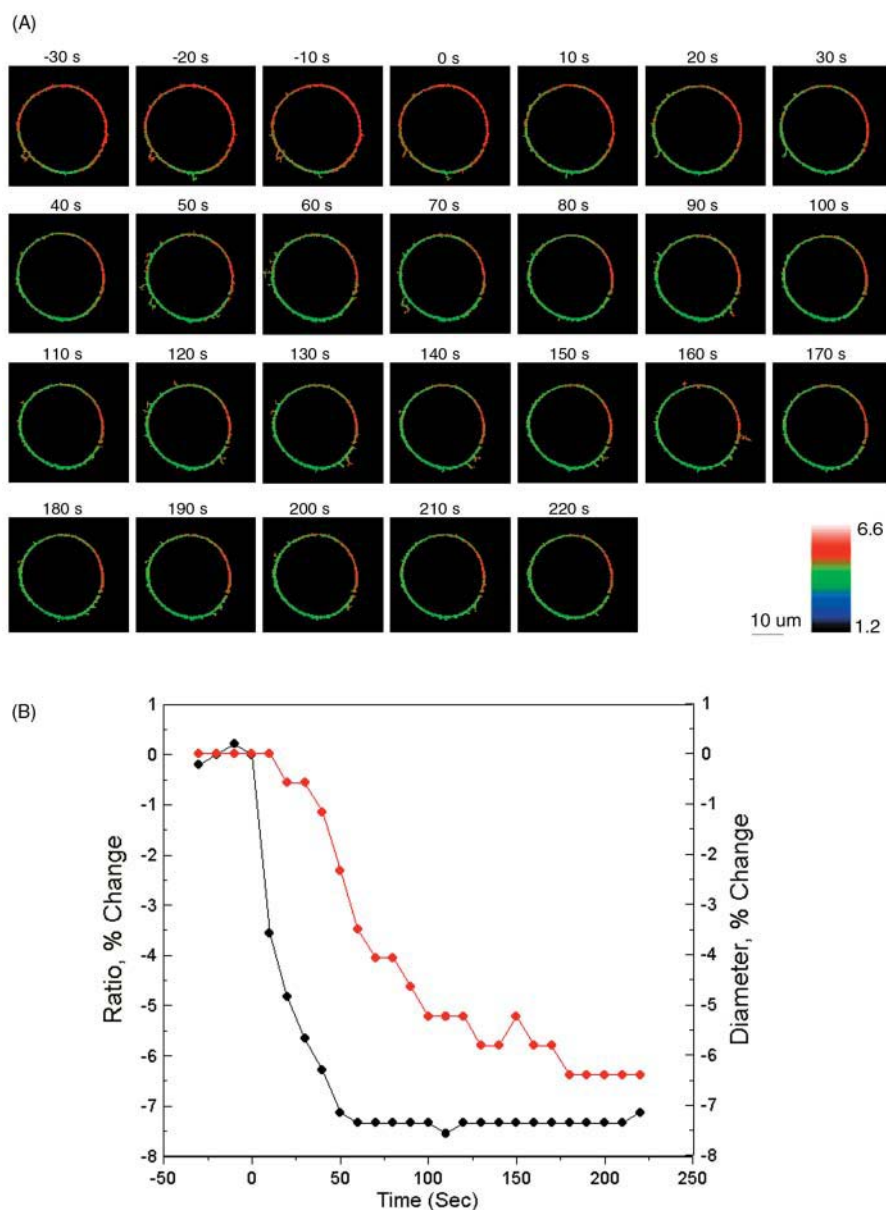 (A)
-30 s -20 s -10 s 0 s 10 s 20 s 30 s
40 s 50 s 60 s 70 s 80 s 90 s 100 s
110 s 120 s 130 s 140 s 150 s 160 s 170 s
180 s 190 s 200 s 210 s 220 s
6.6
10 um
1.2
(B)
1 1
0 0
-1 -1
-2 -2
-3 -3
-4 -4
-5 -5
-6 -6
-7 -7
-8 -8
Ratio, % Change
Diameter, % Change
-50 0 50 100 150 200 250
Time (Sec)